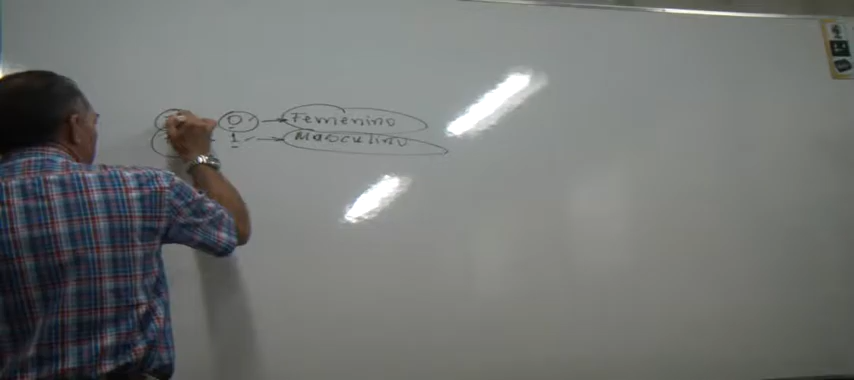 0 → Femenino
1 → Masculino